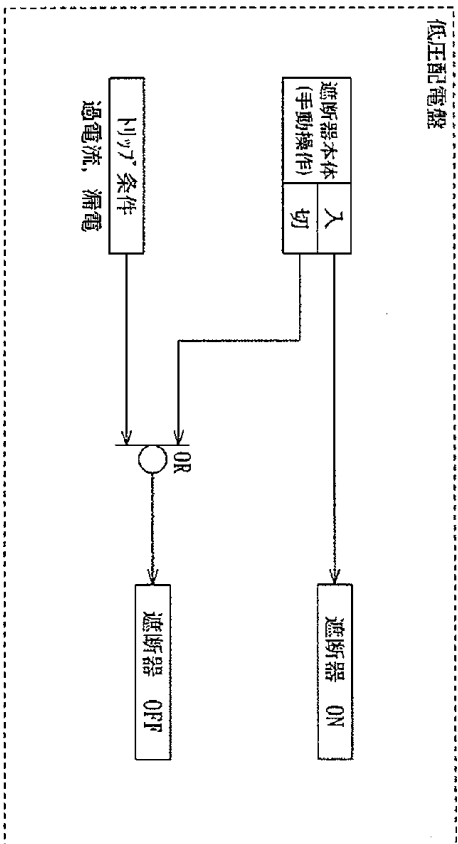 低圧配電盤
遮断器本体
(手動操作)
入
切
遮断器 ON
トリップ条件
過電流, 漏電
OR
遮断器 OFF